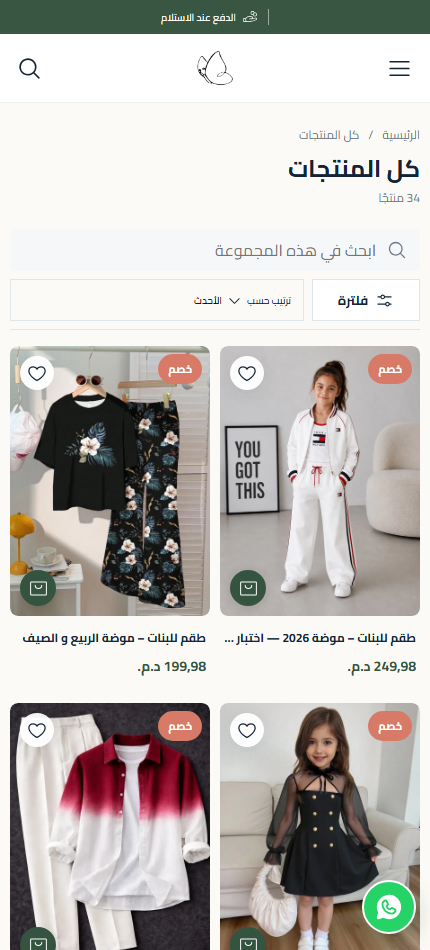 الدفع عند الاستلام
الرئيسية / كل المنتجات
كل المنتجات
34 منتجًا
ابحث في هذه المجموعة
فلترة
ترتيب حسب الأحدث
خصم
خصم
YOU
GOT
THIS
طقم للبنات – موضة 2026 — اختبار ...
249,98 د.م.
طقم للبنات – موضة الربيع و الصيف
199,98 د.م.
خصم
خصم